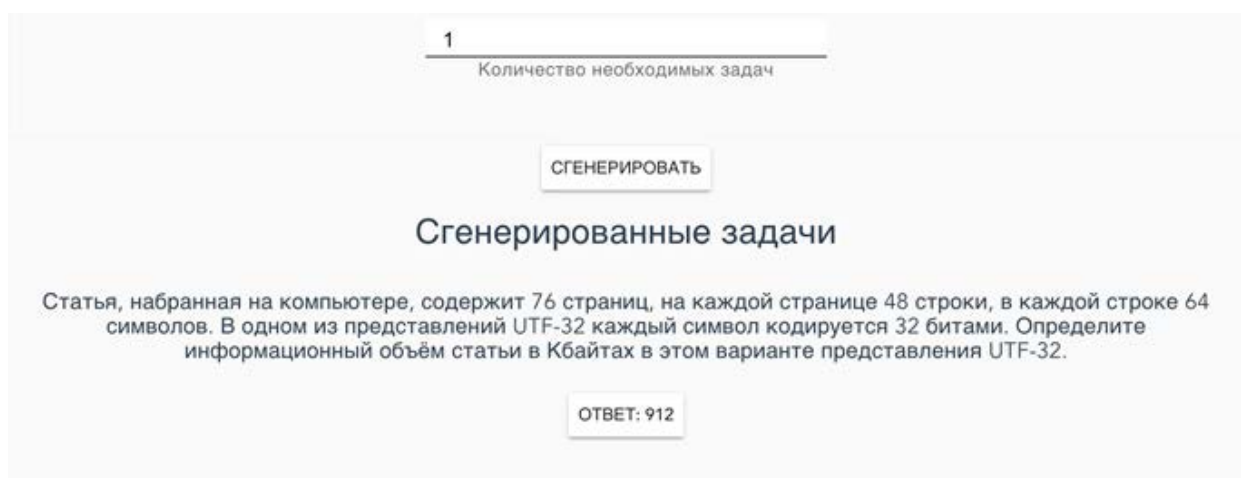 1
Количество необходимых задач
СГЕНЕРИРОВАТЬ
Сгенерированные задачи
Статья, набранная на компьютере, содержит 76 страниц, на каждой странице 48 строки, в каждой строке 64
символов. В одном из представлений UTF-32 каждый символ кодируется 32 битами. Определите
информационный объём статьи в Кбайтах в этом варианте представления UTF-32.
ОТВЕТ: 912